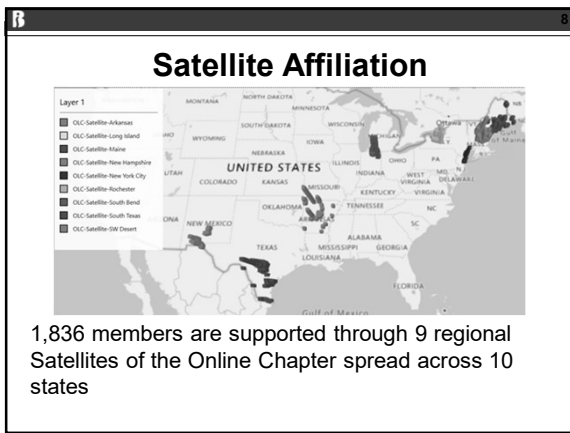 B
8
Satellite Affiliation
Layer 1
OLC-Satellite-Arkansas
OLC-Satellite-Long Island
OLC-Satellite-Maine
OLC-Satellite-New Hampshire
OLC-Satellite-New York City
OLC-Satellite-Rochester
OLC-Satellite-South Bend
OLC-Satellite-South Texas
OLC-Satellite-SW Desert
MONTANA
NORTH DAKOTA
MINNESOTA
SOUTH DAKOTA
WISCONSIN
Ottawa
NB
WYOMING
IOWA
NEBRASKA
ILLINOIS
OHIO
PA
UNITED STATES
INDIANA
WEST VIRGINIA
MD
DELAWARE
UTAH
COLORADO
KANSAS
MISSOURI
KENTUCKY
VIRGINIA
OKLAHOMA
TENNESSEE
NC
NEW MEXICO
SC
TEXAS
MISSISSIPPI
ALABAMA
GEORGIA
LOUISIANA
FLORIDA
Gulf of Mexico
1,836 members are supported through 9 regional
Satellites of the Online Chapter spread across 10
states